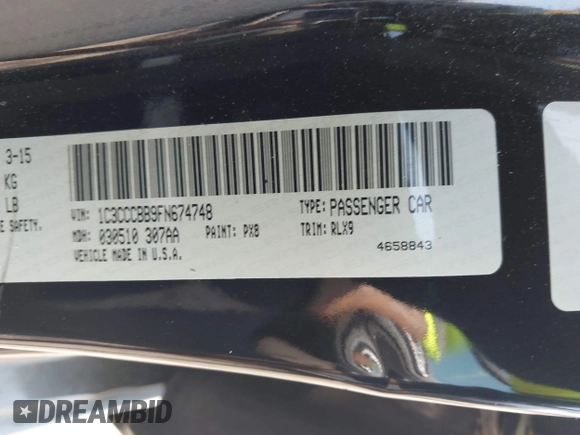 3-15
KG
LB
E SAFETY.
VIN: 1C3CCCBB9FN674748 TYPE: PASSENGER CAR
MDH: 030510 307AA PAINT: PX8 TRIM: RLX9
VEHICLE MADE IN U.S.A. 4658843
DREAMBID